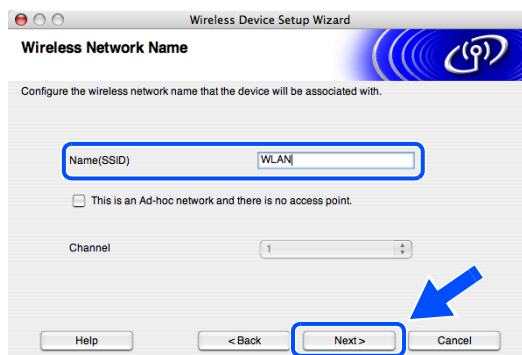 Wireless Device Setup Wizard
Wireless Network Name
Configure the wireless network name that the device will be associated with.
Name(SSID) WLAN
This is an Ad-hoc network and there is no access point.
Channel 1
Help < Back Next > Cancel